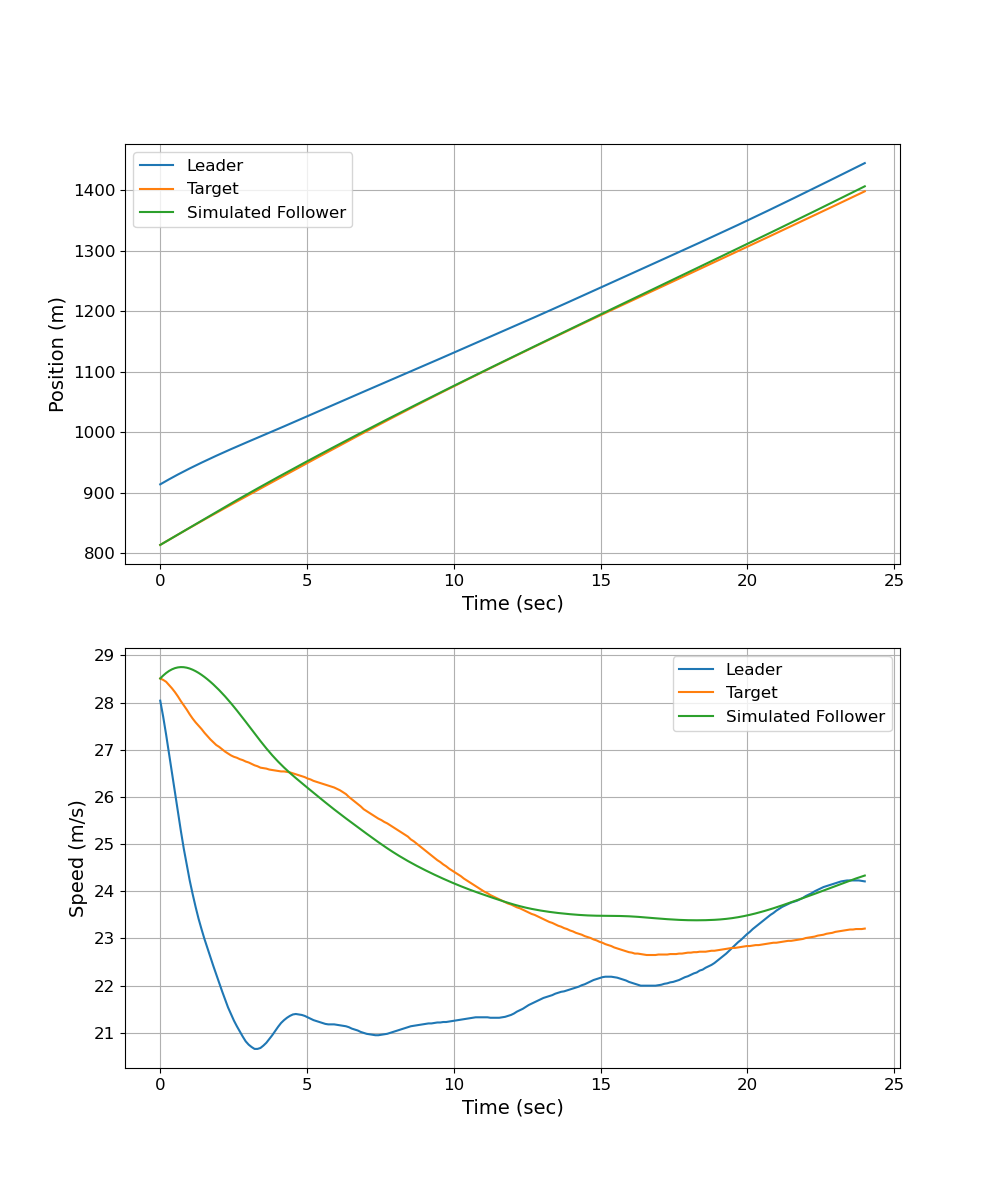 Leader
Target
Simulated Follower
1400
1300
1200
1100
1000
900
800
Position (m)
0 5 10 15 20 25
Time (sec)
Leader
Target
Simulated Follower
29
28
27
26
25
24
23
22
21
Speed (m/s)
0 5 10 15 20 25
Time (sec)